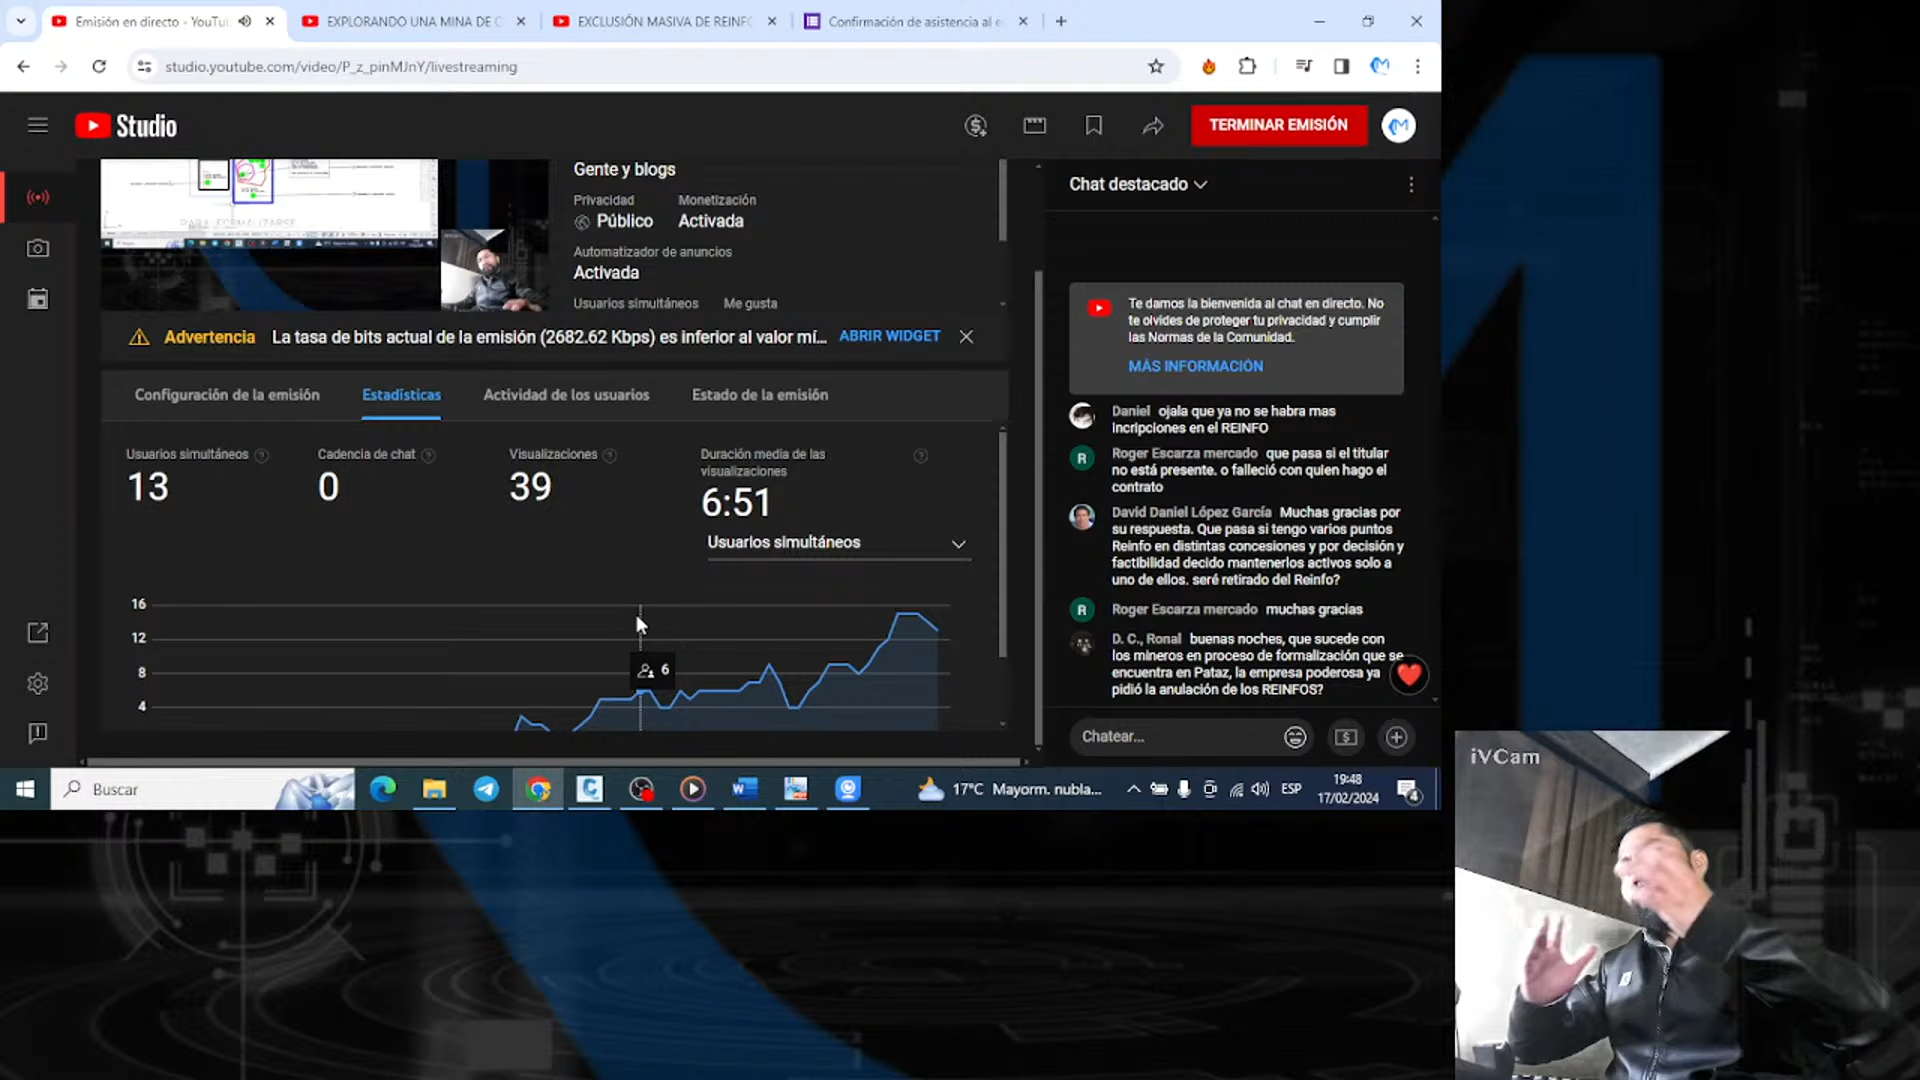 Emisión en directo - YouTu
EXPLORANDO UNA MINA DE
EXCLUSIÓN MASIVA DE REINF
Confirmación de asistencia al e
studio.youtube.com/video/P_z_pinMJnY/livestreaming
Studio
TERMINAR EMISIÓN
Gente y blogs
Privacidad
Monetización
Público
Activada
Automatizador de anuncios
Activada
Usuarios simultáneos
Me gusta
PARA FORMALIZARSE
Advertencia
La tasa de bits actual de la emisión (2682.62 Kbps) es inferior al valor mí...
ABRIR WIDGET
Configuración de la emisión
Estadísticas
Actividad de los usuarios
Estado de la emisión
Usuarios simultáneos
13
Cadencia de chat
0
Visualizaciones
39
Duración media de las
visualizaciones
6:51
Usuarios simultáneos
16
12
8
4
6
Chat destacado
Te damos la bienvenida al chat en directo. No
te olvides de proteger tu privacidad y cumplir
las Normas de la Comunidad.
MÁS INFORMACIÓN
Daniel ojala que ya no se habra mas
incripciones en el REINFO
R
Roger Escarza mercado que pasa si el titular
no está presente. o falleció con quien hago el
contrato
David Daniel López García Muchas gracias por
su respuesta. Que pasa si tengo varios puntos
Reinfo en distintas concesiones y por decisión y
factibilidad decido mantenerlos activos solo a
uno de ellos. seré retirado del Reinfo?
R
Roger Escarza mercado muchas gracias
D. C., Ronal buenas noches, que sucede con
los mineros en proceso de formalización que se
encuentra en Pataz, la empresa poderosa ya
pidió la anulación de los REINFOS?
Chatear...
Buscar
17°C Mayorm. nubla...
ESP
19:48
17/02/2024
4
iVCam